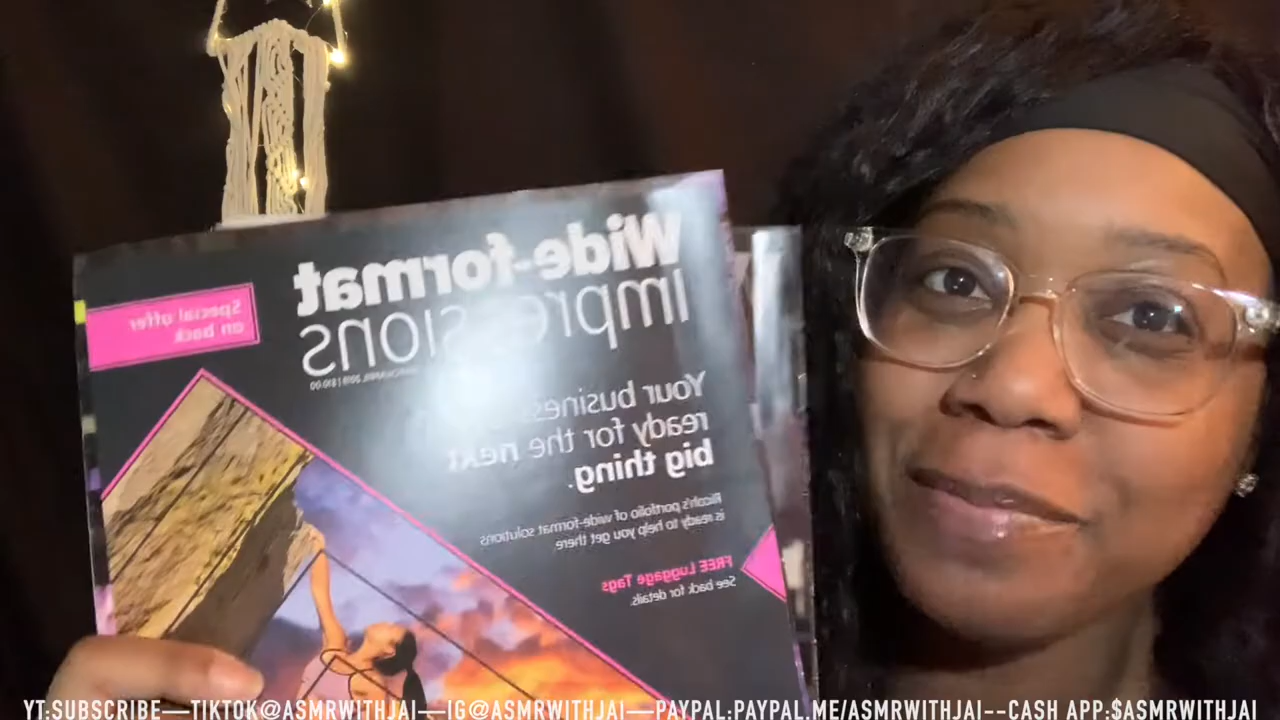 Wide-format
Impressions
Special offer
on back
Your business
ready for the next
big thing.
Ricoh's portfolio of wide-format solutions
is ready to help you get there.
FREE Luggage Tags
See back for details.
YT:SUBSCRIBE—TIKTOK@ASMRWITHJAI—IG@ASMRWITHJAI—PAYPAL:PAYPAL.ME/ASMRWITHJAI--CASH APP:$ASMRWITHJAI